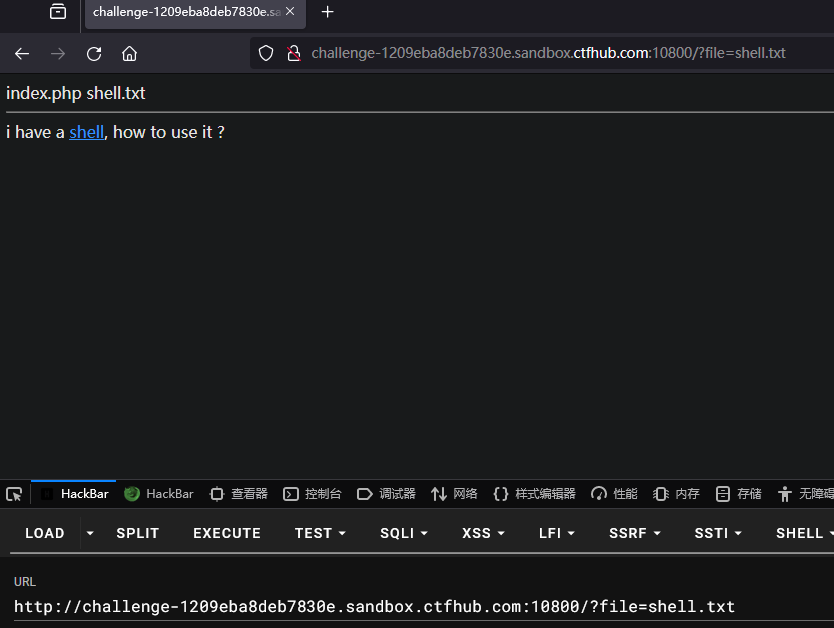 challenge-1209eba8deb7830e.sa
challenge-1209eba8deb7830e.sandbox.ctfhub.com:10800/?file=shell.txt
index.php shell.txt
i have a shell, how to use it ?
HackBar HackBar 查看器 控制台 调试器 网络 样式编辑器 性能 内存 存储 无障碍
LOAD SPLIT EXECUTE TEST SQLI XSS LFI SSRF SSTI SHELL
URL
http://challenge-1209eba8deb7830e.sandbox.ctfhub.com:10800/?file=shell.txt